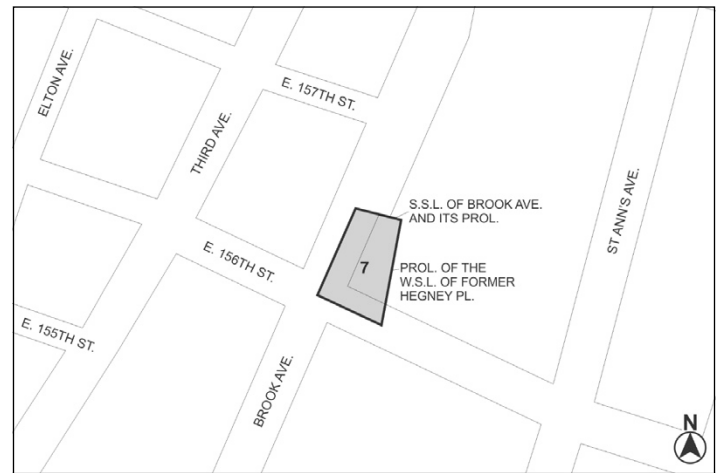 ELTON AVE.
THIRD AVE.
E. 157TH ST.
S.S.L. OF BROOK AVE.
AND ITS PROL.
ST ANN'S AVE.
E. 156TH ST.
7
PROL. OF THE
W.S.L. OF FORMER
HEGNEY PL.
E. 155TH ST.
BROOK AVE.
N